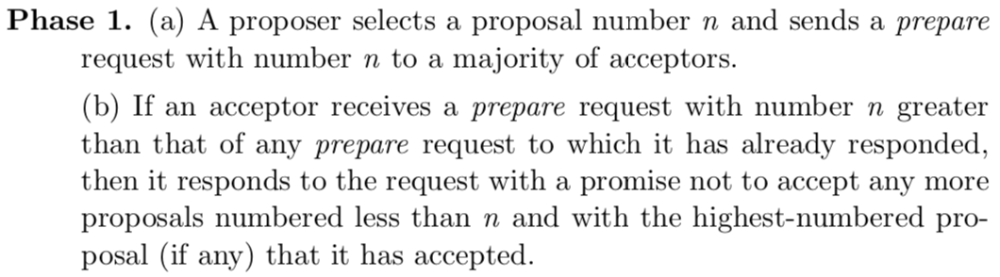 Phase 1. (a) A proposer selects a proposal number n and sends a prepare
request with number n to a majority of acceptors.
(b) If an acceptor receives a prepare request with number n greater
than that of any prepare request to which it has already responded,
then it responds to the request with a promise not to accept any more
proposals numbered less than n and with the highest-numbered pro-
posal (if any) that it has accepted.